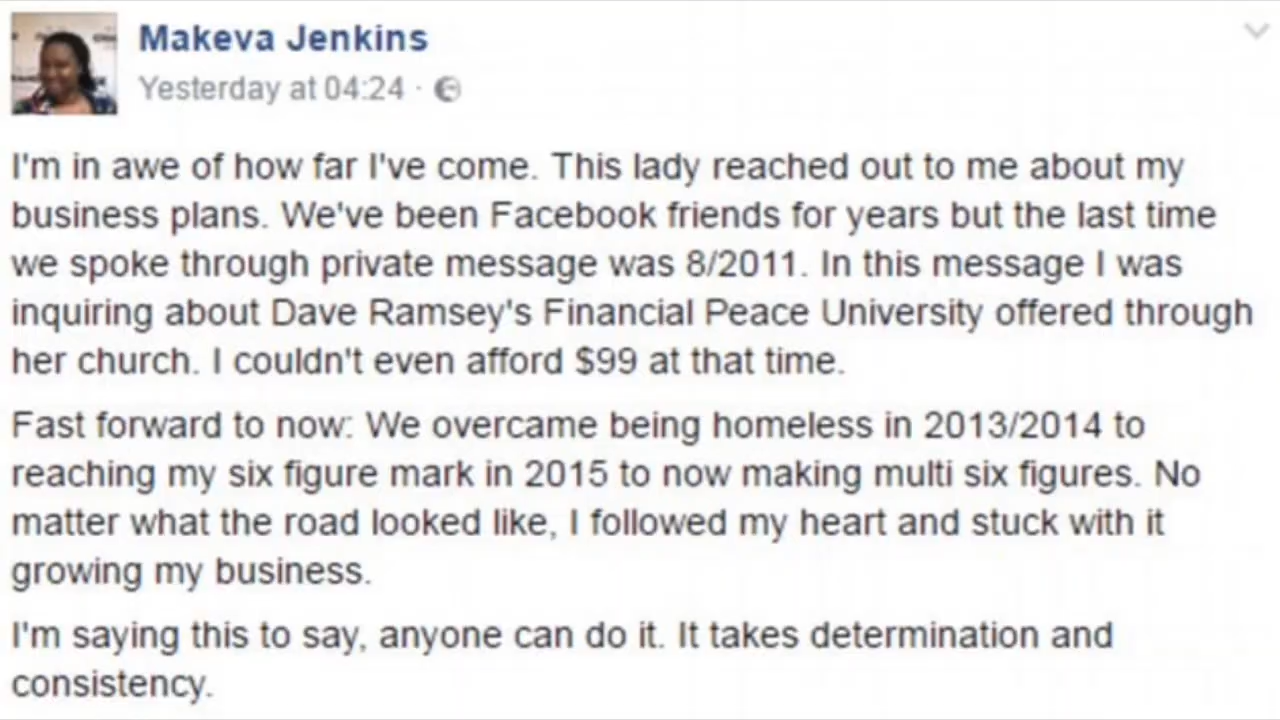 Makeva Jenkins
Yesterday at 04:24 ·
I'm in awe of how far I've come. This lady reached out to me about my
business plans. We've been Facebook friends for years but the last time
we spoke through private message was 8/2011. In this message I was
inquiring about Dave Ramsey's Financial Peace University offered through
her church. I couldn't even afford $99 at that time.
Fast forward to now: We overcame being homeless in 2013/2014 to
reaching my six figure mark in 2015 to now making multi six figures. No
matter what the road looked like, I followed my heart and stuck with it
growing my business.
I'm saying this to say, anyone can do it. It takes determination and
consistency.